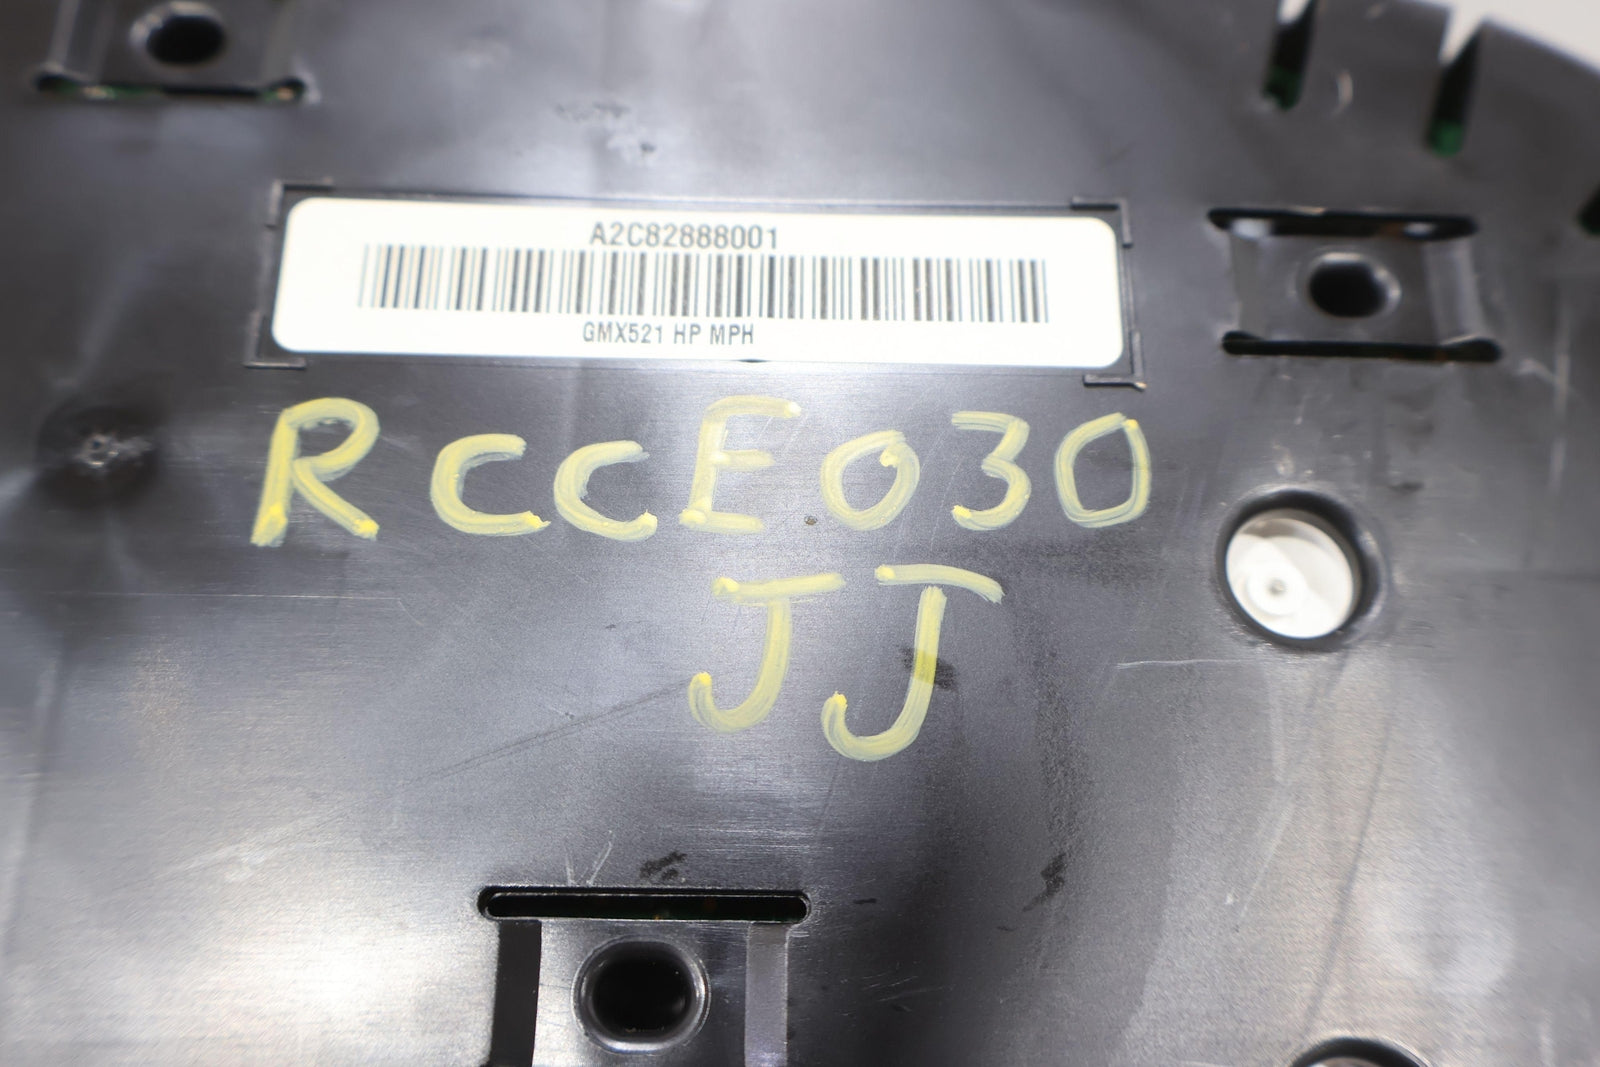 A2C82888001
GMX521 HP MPH
RCCE030
JJ